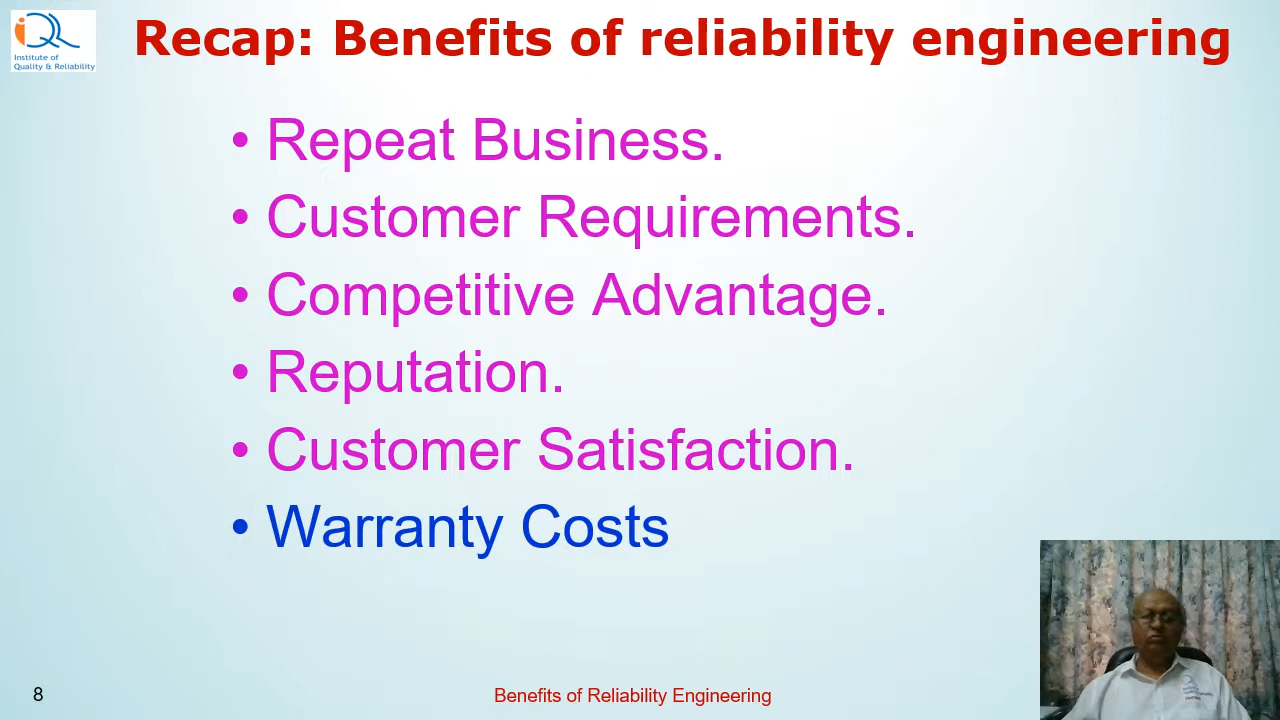 iQR
Institute of
Quality & Reliability
Recap: Benefits of reliability engineering
• Repeat Business.
• Customer Requirements.
• Competitive Advantage.
• Reputation.
• Customer Satisfaction.
• Warranty Costs
8
Benefits of Reliability Engineering